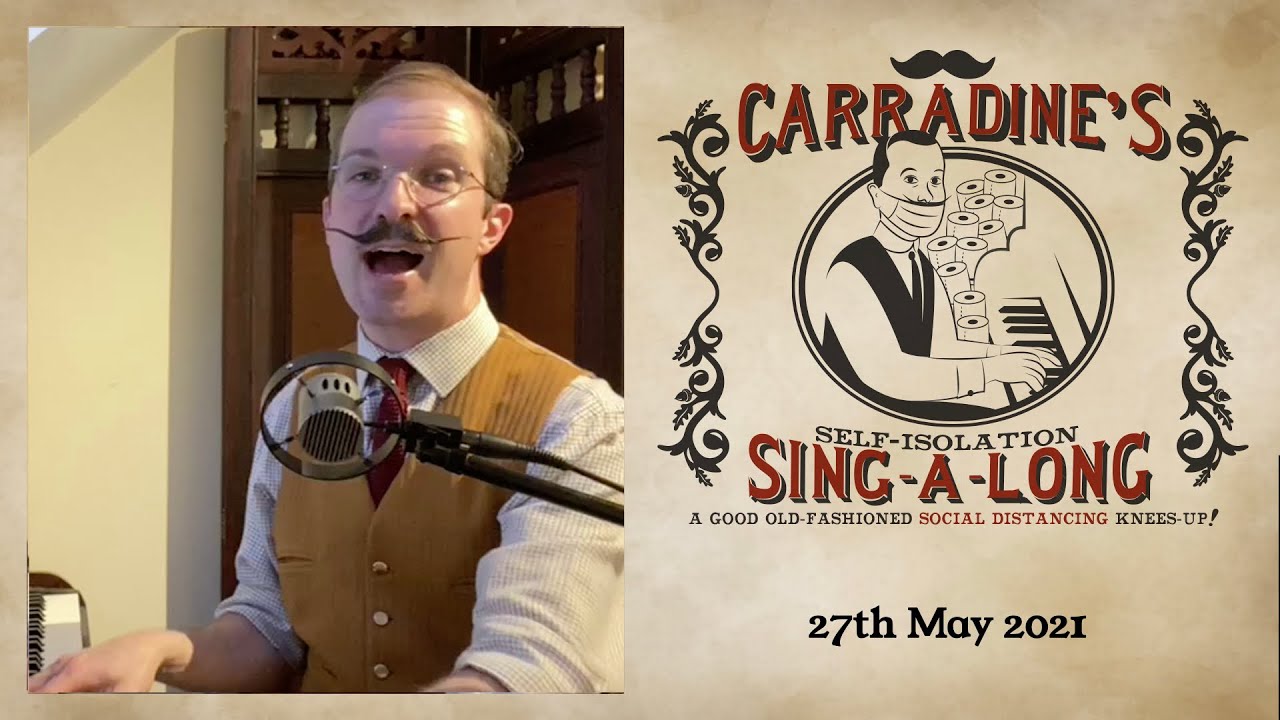 CARRADINE'S
SELF-ISOLATION
SING-A-LONG
A GOOD OLD-FASHIONED SOCIAL DISTANCING KNEES-UP!
27th May 2021